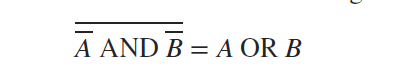 A̅ AND B̅ = A OR B